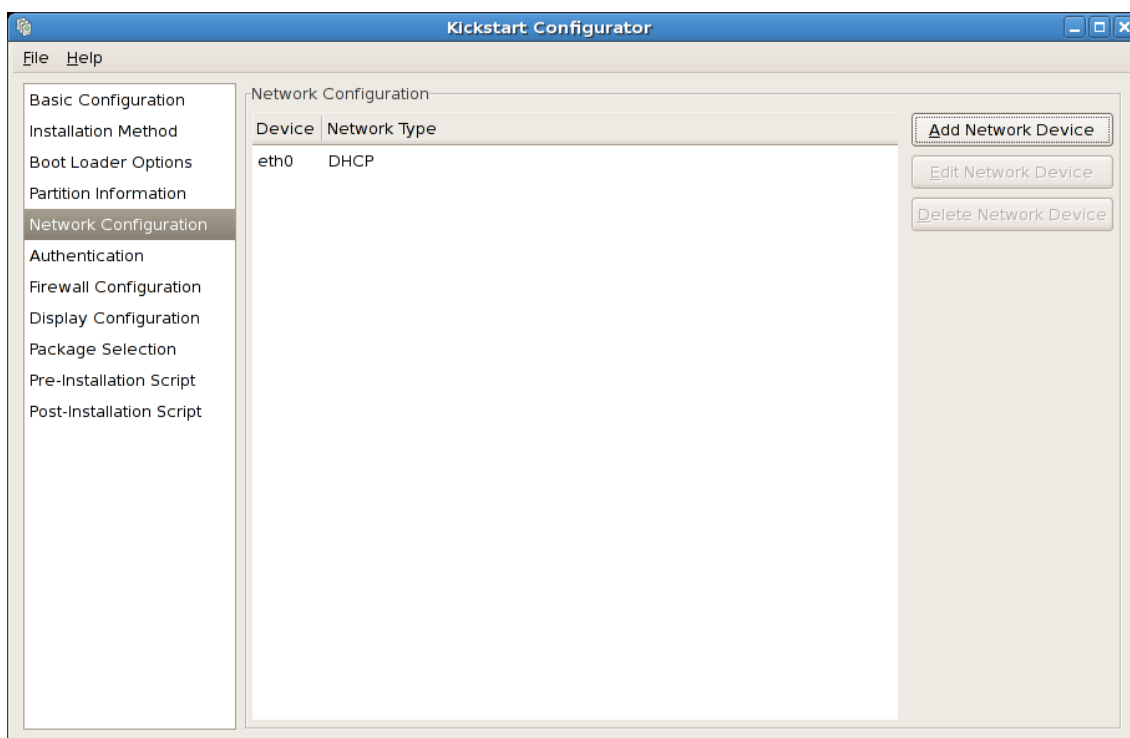 Kickstart Configurator
File Help
Basic Configuration
Installation Method
Boot Loader Options
Partition Information
Network Configuration
Authentication
Firewall Configuration
Display Configuration
Package Selection
Pre-Installation Script
Post-Installation Script
Network Configuration
Device Network Type
eth0 DHCP
Add Network Device
Edit Network Device
Delete Network Device